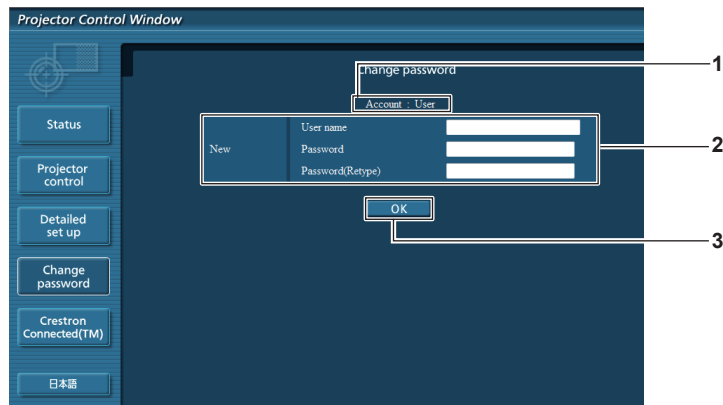 Projector Control Window
Change password
1
Account : User
Status
New
User name
Password
Password(Retype)
2
Projector
control
OK
Detailed
set up
3
Change
password
Crestron
Connected(TM)
日本語